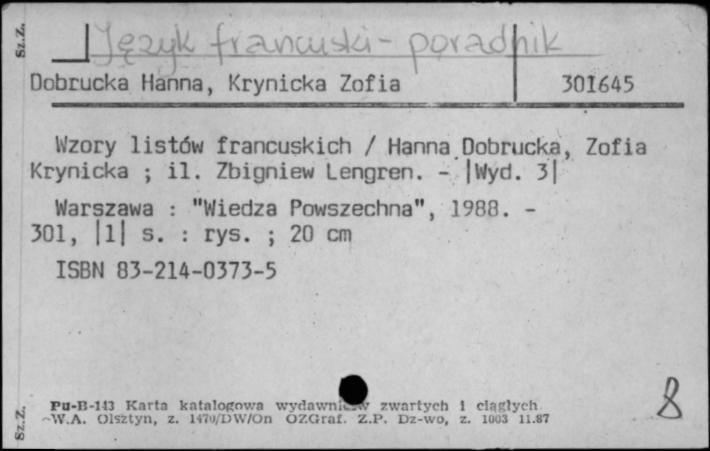 Sz.Z.
Język francuski - poradnik
Dobrucka Hanna, Krynicka Zofia 301645
Wzory listów francuskich / Hanna Dobrucka, Zofia
Krynicka ; il. Zbigniew Lengren. - |Wyd. 3|
Warszawa : "Wiedza Powszechna", 1988. -
301, |1| s. : rys. ; 20 cm
ISBN 83-214-0373-5
8
Pu-B-143 Karta katalogowa wydawnictw zwartych i ciągłych
Sz.Z. W.A. Olsztyn, z. 1470/DW/On OZGraf. Z.P. Dz-wo, z. 1003 11.87